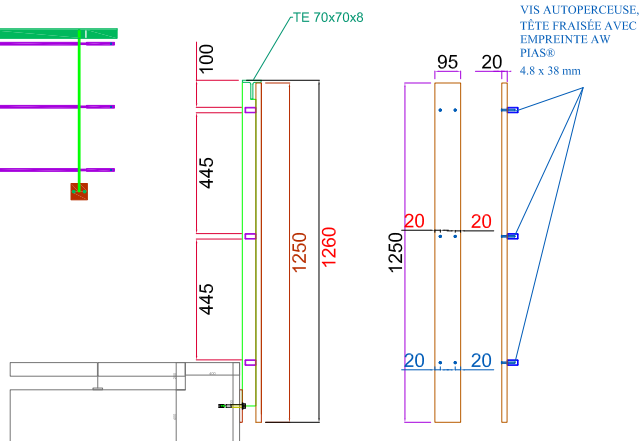 TE 70x70x8
VIS AUTOPERCEUSE,
TÊTE FRAISÉE AVEC
EMPREINTE AW
PIAS®
4.8 x 38 mm
100
95
20
445
20
20
1250
1260
1250
445
20
20